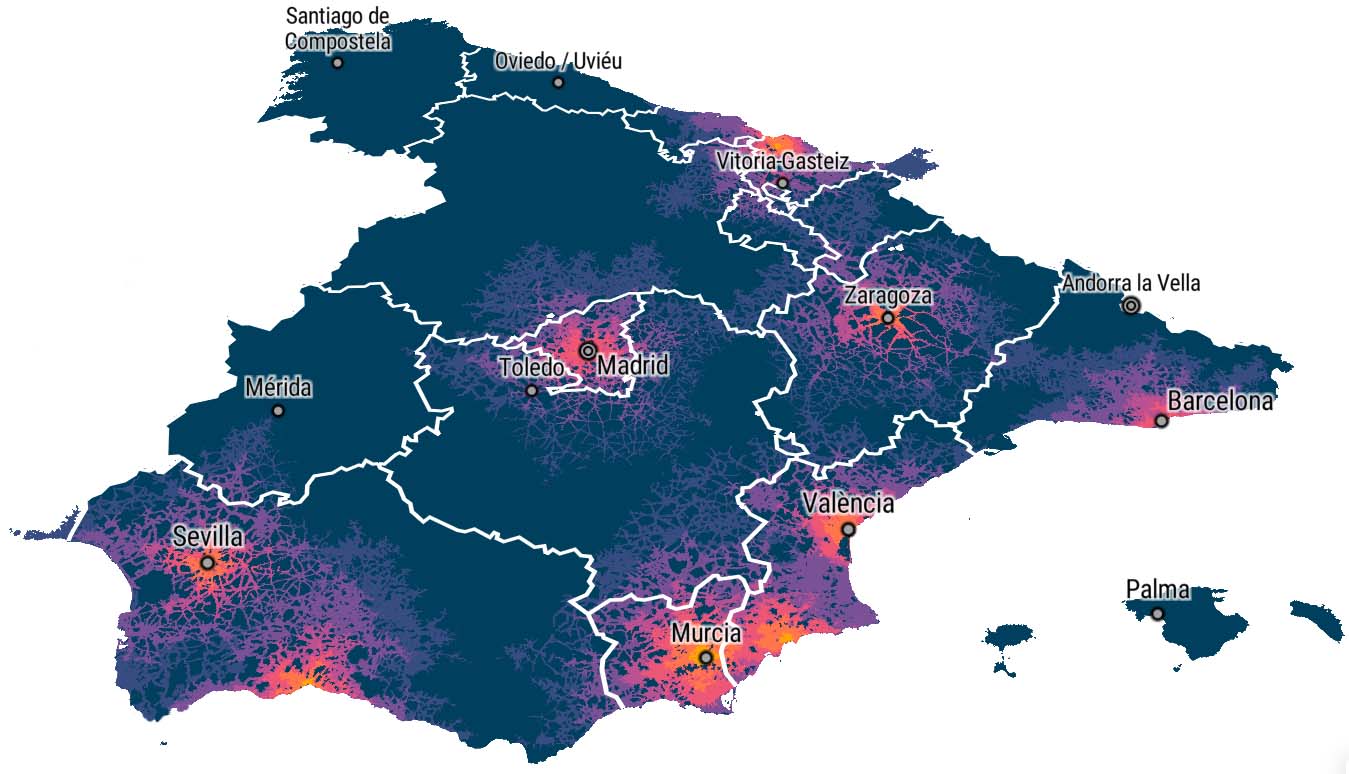 Santiago de
Compostela
Oviedo / Uviéu
Vitoria-Gasteiz
Andorra la Vella
Zaragoza
Toledo
Madrid
Mérida
Barcelona
València
Sevilla
Palma
Murcia